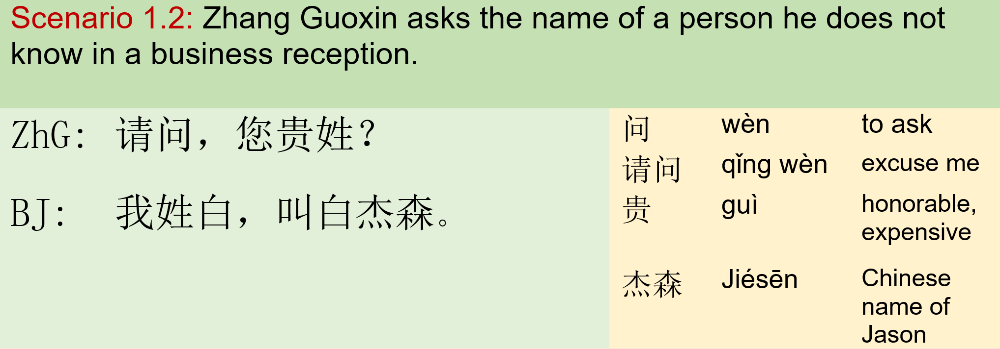 Scenario 1.2: Zhang Guoxin asks the name of a person he does not
know in a business reception.
ZhG: 请问，您贵姓？
BJ: 我姓白，叫白杰森。
问 wèn to ask
请问 qǐng wèn excuse me
贵 guì honorable,
expensive
杰森 Jiésēn Chinese
name of
Jason